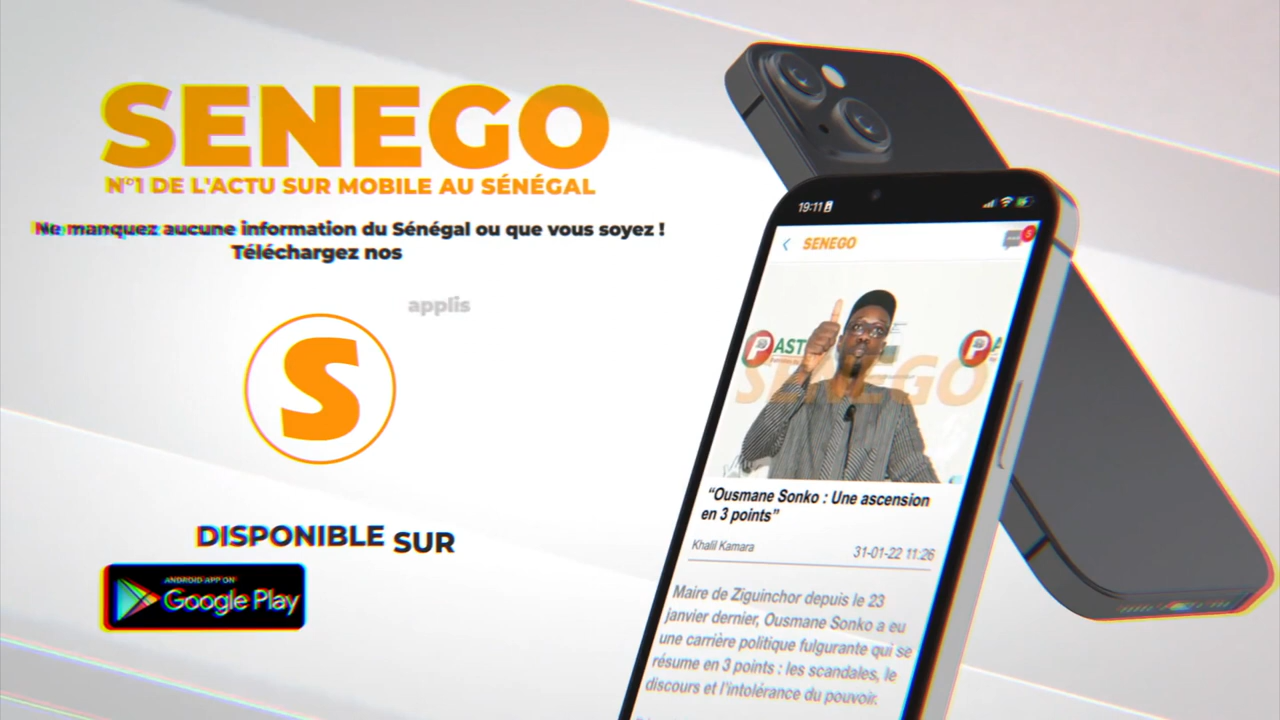 SENEGO
N°1 DE L'ACTU SUR MOBILE AU SÉNÉGAL
Ne manquez aucune information du Sénégal ou que vous soyez !
Téléchargez nos
applis
S
DISPONIBLE SUR
ANDROID APP ON
Google Play
19:11
SENEGO
5
PAST
PA
SENEGO
“Ousmane Sonko : Une ascension
en 3 points”
Khalil Kamara
31-01-22 11:26
Maire de Ziguinchor depuis le 23
janvier dernier, Ousmane Sonko a eu
une carrière politique fulgurante qui se
résume en 3 points : les scandales, le
discours et l'intolérance du pouvoir.